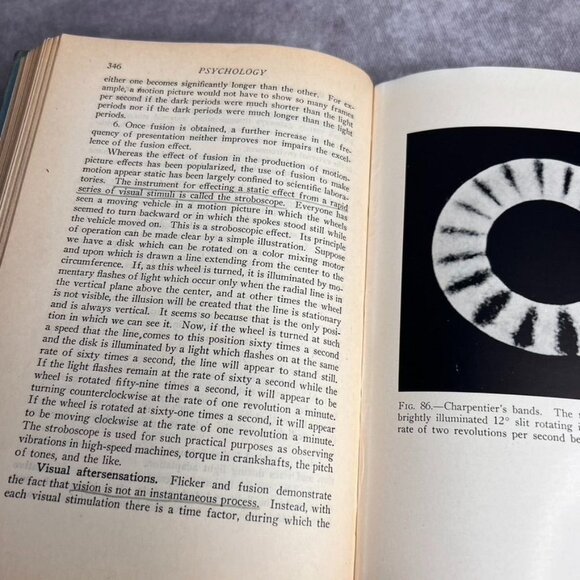 346
PSYCHOLOGY
either one becomes significantly longer than the other. For ex-
ample, a motion picture would not have to show so many frames
per second if the dark periods were much shorter than the light
periods nor if the dark periods were much longer than the light
periods.
6. Once fusion is obtained, a further increase in the fre-
quency of presentation neither improves nor impairs the excel-
lence of the fusion effect.
Whereas the effect of fusion in the production of motion-
picture effects has been popularized, the use of fusion to make
motion appear static has been largely confined to scientific labora-
tories. The instrument for effecting a static effect from a rapid
series of visual stimuli is called the stroboscope. Everyone has
seen a moving vehicle in a motion picture in which the wheels
seemed to turn backward or in which the spokes stood still while
the vehicle moved on. This is a stroboscopic effect. Its principle
of operation can be made clear by a simple illustration. Suppose
we have a disk which can be rotated on a color mixing motor
and upon which is drawn a line extending from the center to the
circumference. If, as this wheel is turned, it is illuminated by mo-
mentary flashes of light which occur only when the radial line is in
the vertical plane above the center, and at other times the wheel
is not visible, the illusion will be created that the line is stationary
and is always vertical. It seems so because that is the only posi-
tion in which we can see it. Now, if the wheel is turned at such
a speed that the line comes to this position sixty times a second
and the disk is illuminated by a light which flashes on at the same
rate of sixty times a second, the line will appear to stand still.
If the light flashes remain at the rate of sixty a second while the
wheel is rotated fifty-nine times a second, it will appear to be
turning counterclockwise at the rate of one revolution a minute.
If the wheel is rotated at sixty-one times a second, it will appear
to be moving clockwise at the rate of one revolution a minute.
The stroboscope is used for such practical purposes as observing
vibrations in high-speed machines, torque in crankshafts, the pitch
of tones, and the like.
Visual aftersensations. Flicker and fusion demonstrate
the fact that vision is not an instantaneous process. Instead, with
each visual stimulation there is a time factor, during which the
FIG. 86.—Charpentier's bands. The
brightly illuminated 12° slit rotating
rate of two revolutions per second